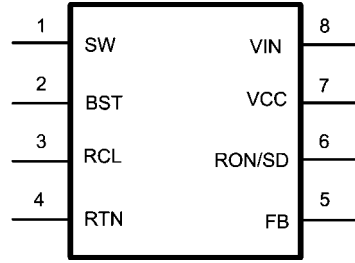 1 SW VIN 8
2 BST VCC 7
3 RCL RON/SD 6
4 RTN FB 5